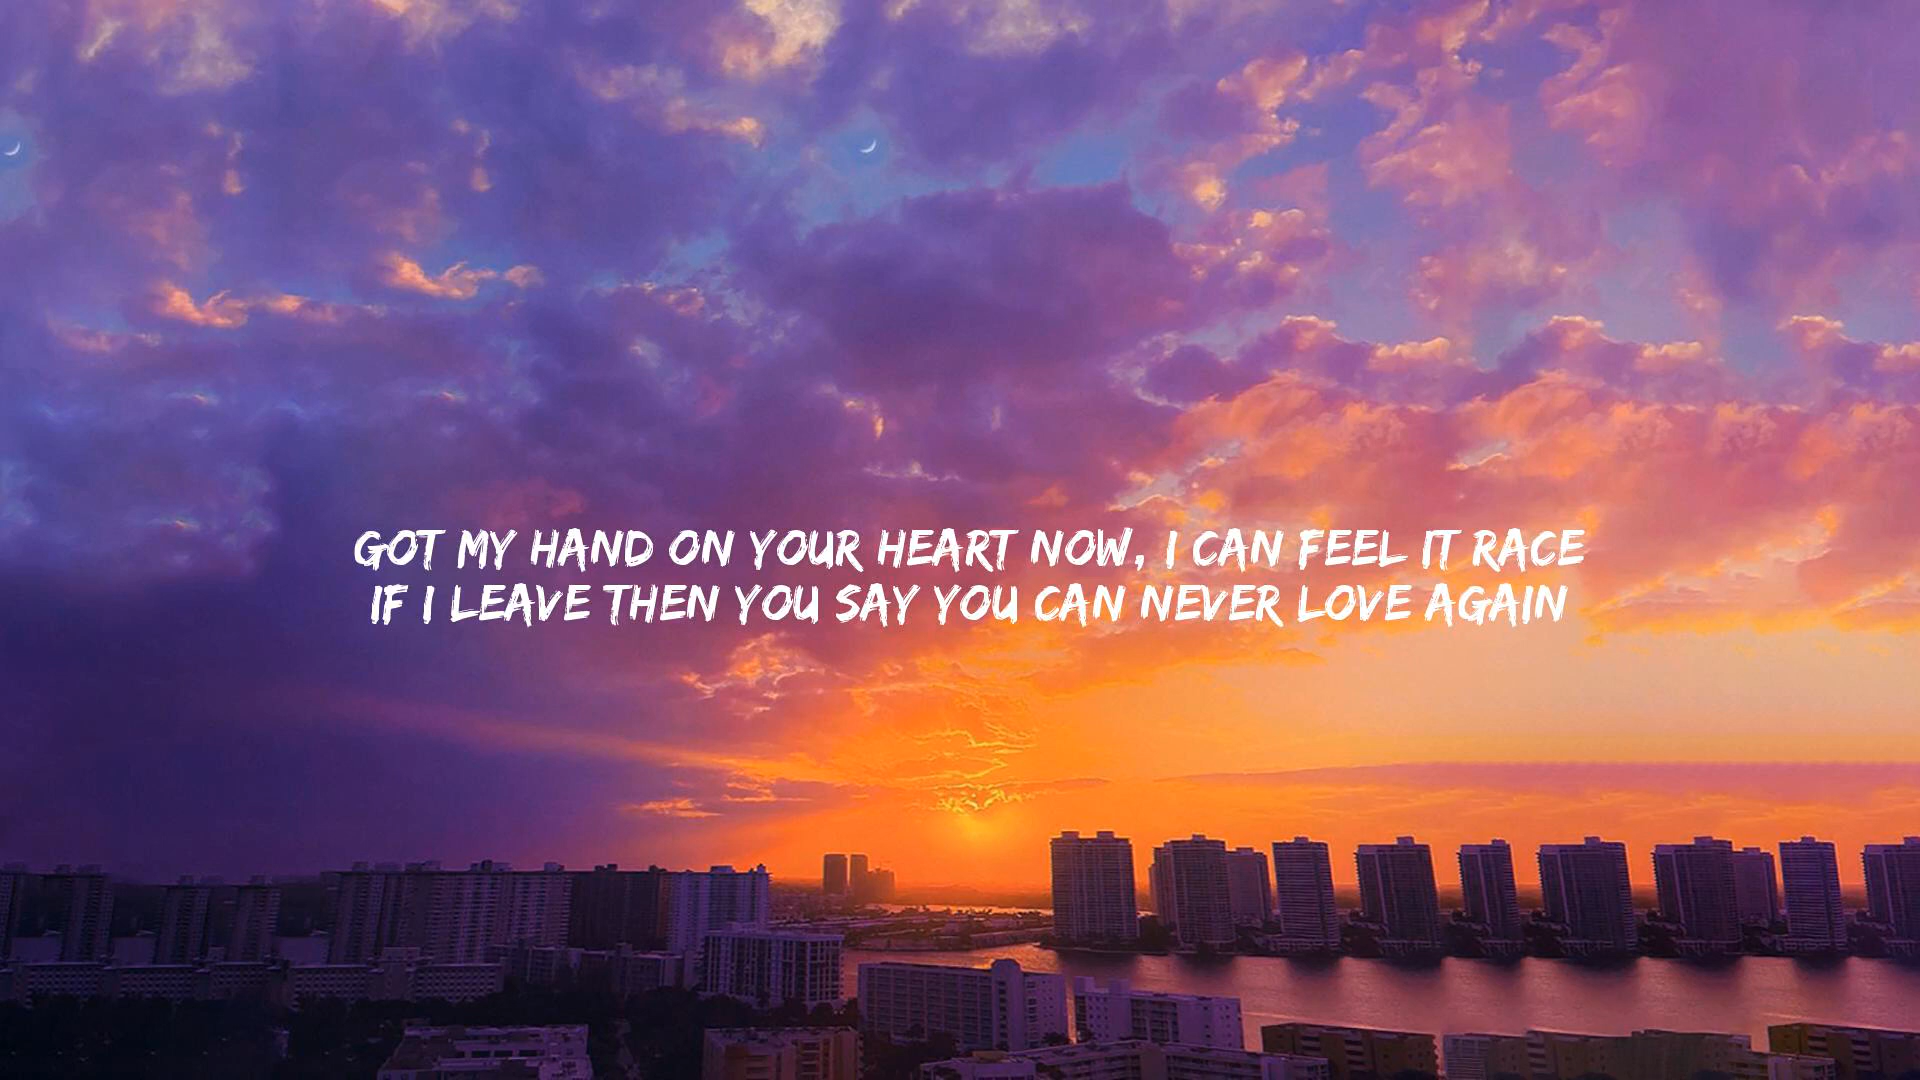 GOT MY HAND ON YOUR HEART NOW, I CAN FEEL IT RACE
IF I LEAVE THEN YOU SAY YOU CAN NEVER LOVE AGAIN